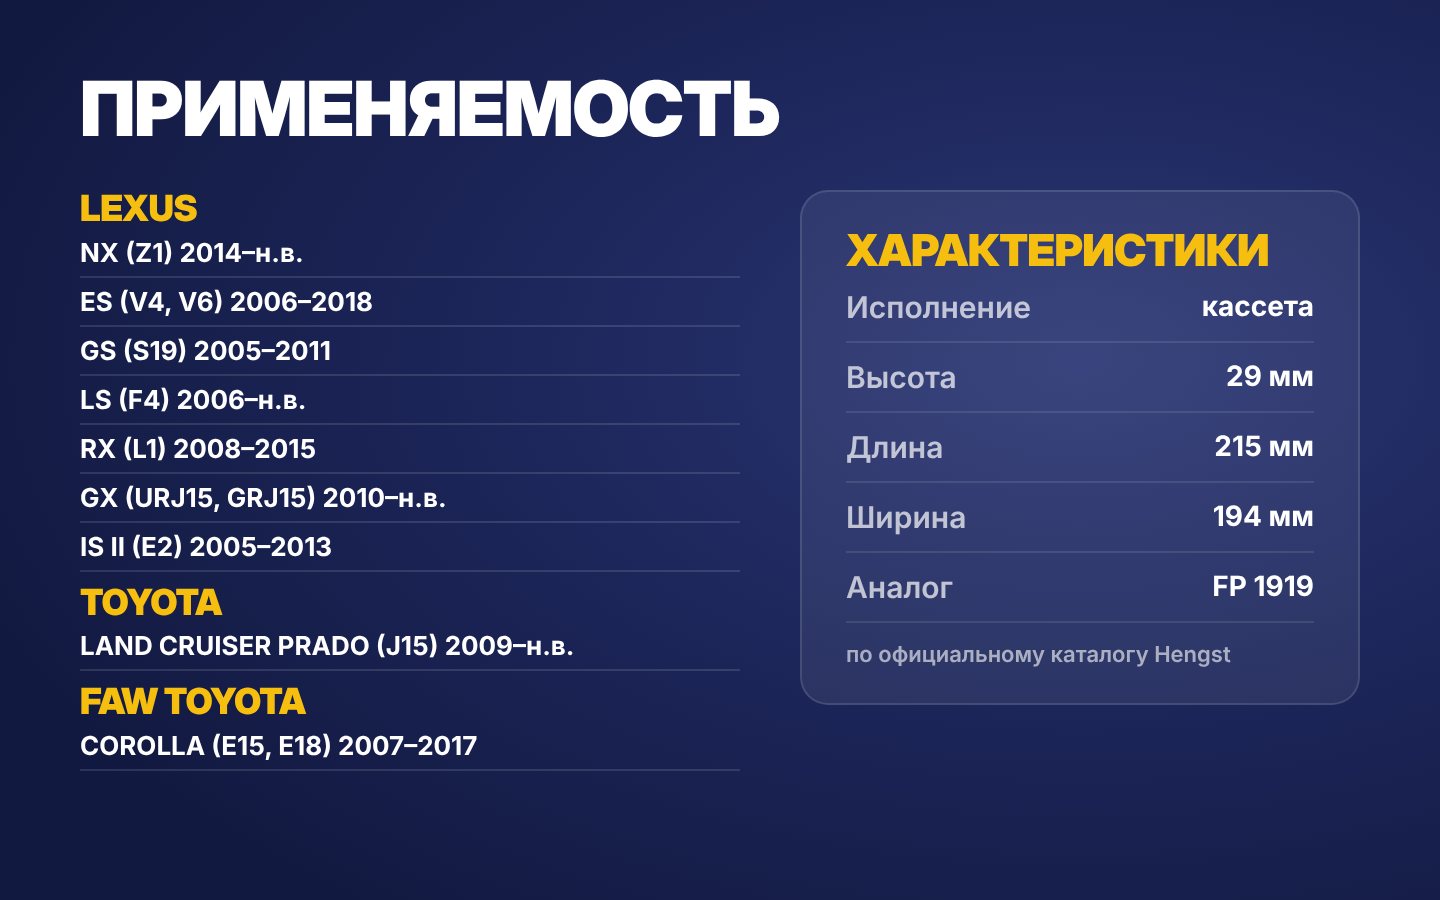 ПРИМЕНЯЕМОСТЬ
LEXUS
NX (Z1) 2014–н.в.
ES (V4, V6) 2006–2018
GS (S19) 2005–2011
LS (F4) 2006–н.в.
RX (L1) 2008–2015
GX (URJ15, GRJ15) 2010–н.в.
IS II (E2) 2005–2013
TOYOTA
LAND CRUISER PRADO (J15) 2009–н.в.
FAW TOYOTA
COROLLA (E15, E18) 2007–2017
ХАРАКТЕРИСТИКИ
Исполнение кассета
Высота 29 мм
Длина 215 мм
Ширина 194 мм
Аналог FP 1919
по официальному каталогу Hengst